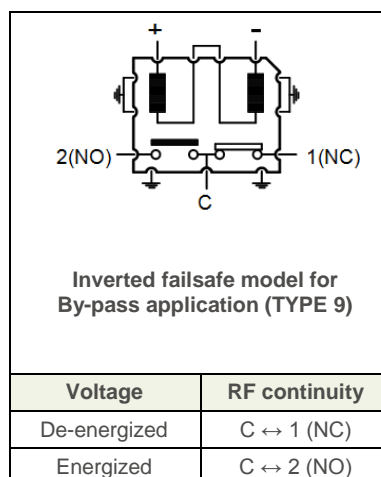 + -
2(NO) 1(NC)
C
Inverted failsafe model for
By-pass application (TYPE 9)
Voltage RF continuity
De-energized C ↔ 1 (NC)
Energized C ↔ 2 (NO)